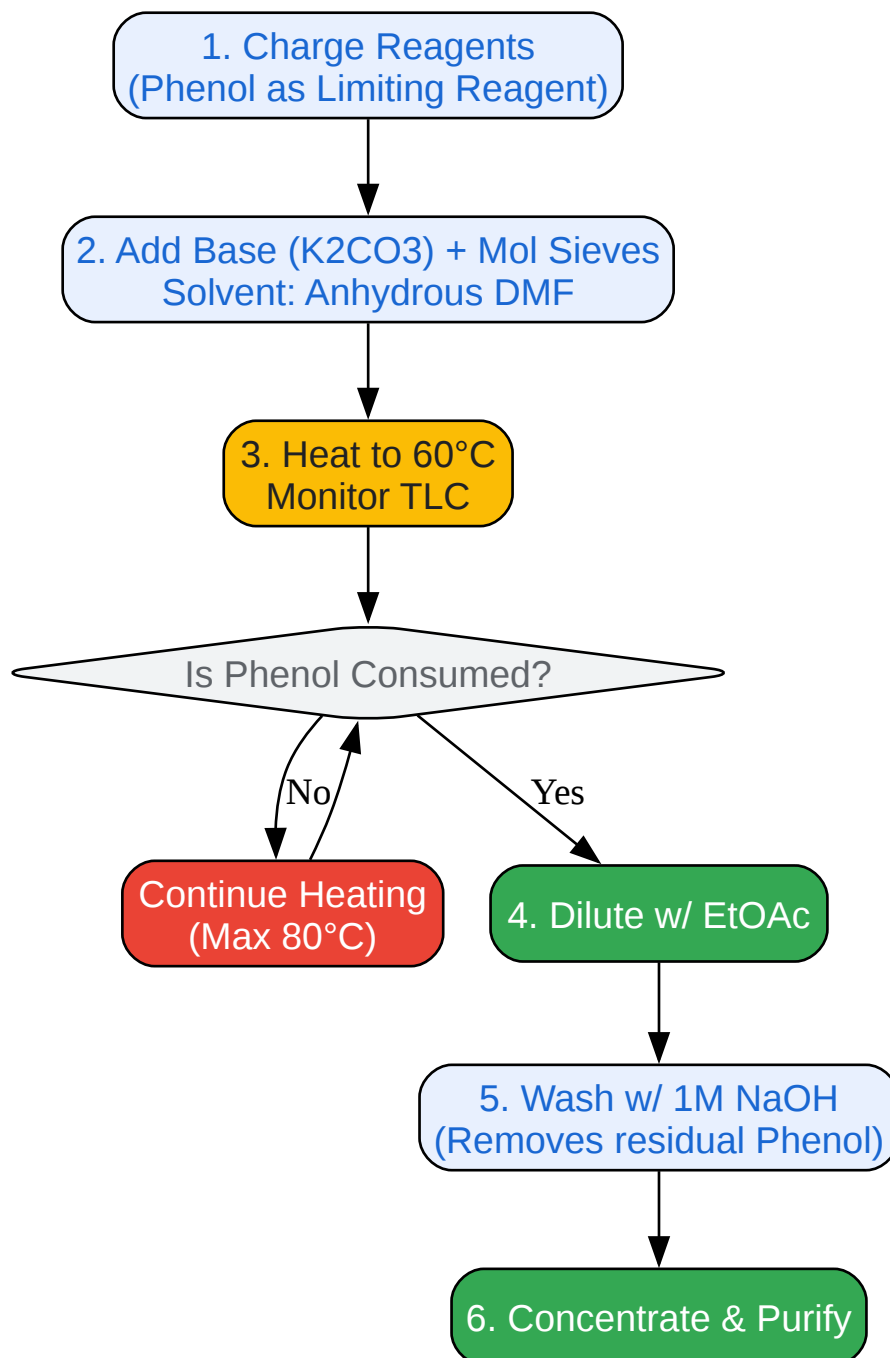 1. Charge Reagents
(Phenol as Limiting Reagent)
2. Add Base (K2CO3) + Mol Sieves
Solvent: Anhydrous DMF
3. Heat to 60°C
Monitor TLC
Is Phenol Consumed?
No
Yes
Continue Heating
(Max 80°C)
4. Dilute w/ EtOAc
5. Wash w/ 1M NaOH
(Removes residual Phenol)
6. Concentrate & Purify